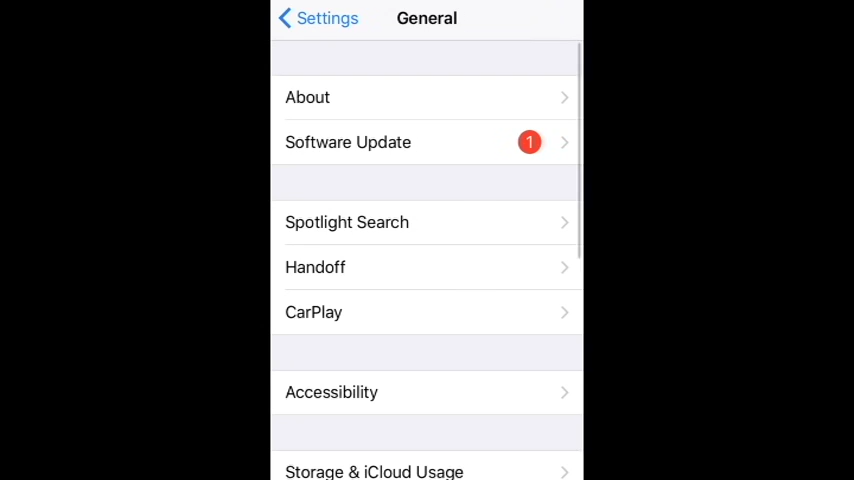 Settings
General
About
Software Update
1
Spotlight Search
Handoff
CarPlay
Accessibility
Storage & iCloud Usage